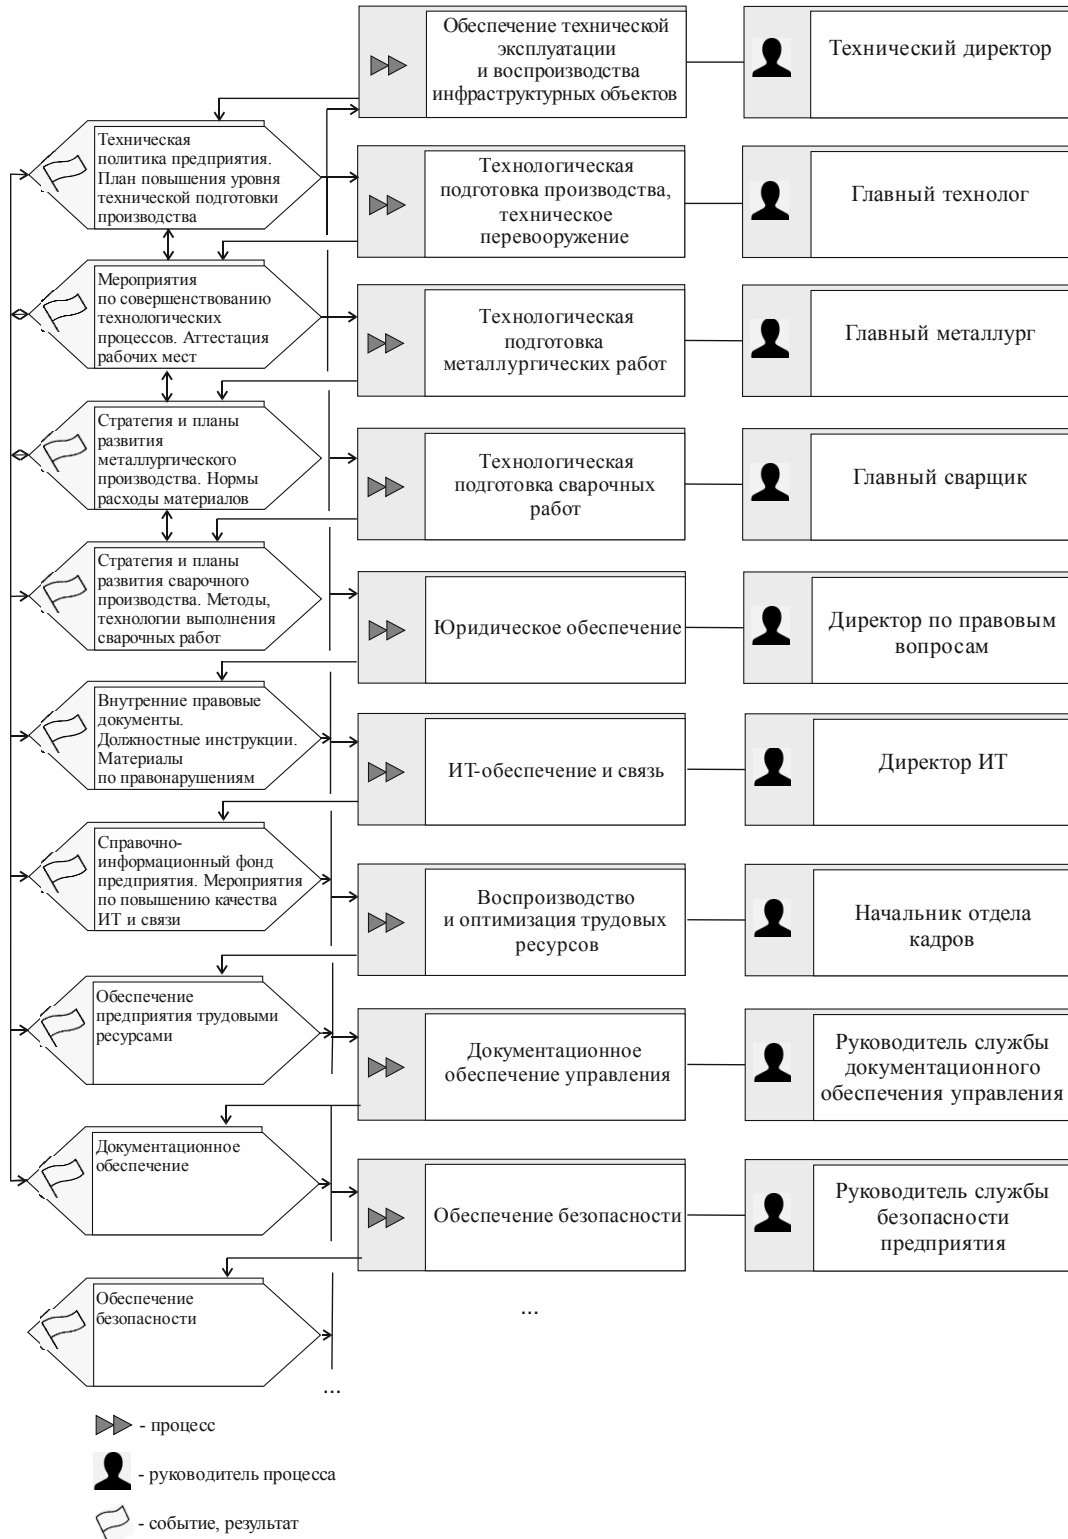 Обеспечение технической
эксплуатации
и воспроизводства
инфраструктурных объектов
Технический директор
Техническая
политика предприятия.
План повышения уровня
технической подготовки
производства
Технологическая
подготовка производства,
техническое
перевооружение
Главный технолог
Мероприятия
по совершенствованию
технологических
процессов. Аттестация
рабочих мест
Технологическая
подготовка
металлургических работ
Главный металлург
Стратегия и планы
развития
металлургического
производства. Нормы
расходы материалов
Технологическая
подготовка сварочных
работ
Главный сварщик
Стратегия и планы
развития сварочного
производства. Методы,
технологии выполнения
сварочных работ
Юридическое обеспечение
Директор по правовым
вопросам
Внутренние правовые
документы.
Должностные инструкции.
Материалы
по правонарушениям
ИТ-обеспечение и связь
Директор ИТ
Справочно-
информационный фонд
предприятия. Мероприятия
по повышению качества
ИТ и связи
Воспроизводство
и оптимизация трудовых
ресурсов
Начальник отдела
кадров
Обеспечение
предприятия трудовыми
ресурсами
Документационное
обеспечение управления
Руководитель службы
документационного
обеспечения управления
Документационное
обеспечение
Обеспечение безопасности
Руководитель службы
безопасности
предприятия
Обеспечение
безопасности
...
...
- процесс
- руководитель процесса
- событие, результат